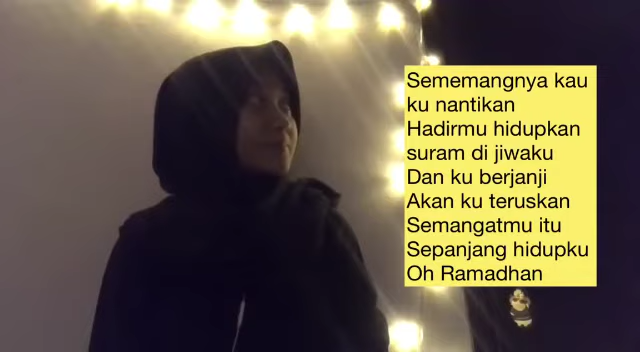 Sememangnya kau
ku nantikan
Hadirmu hidupkan
suram di jiwaku
Dan ku berjanji
Akan ku teruskan
Semangatmu itu
Sepanjang hidupku
Oh Ramadhan